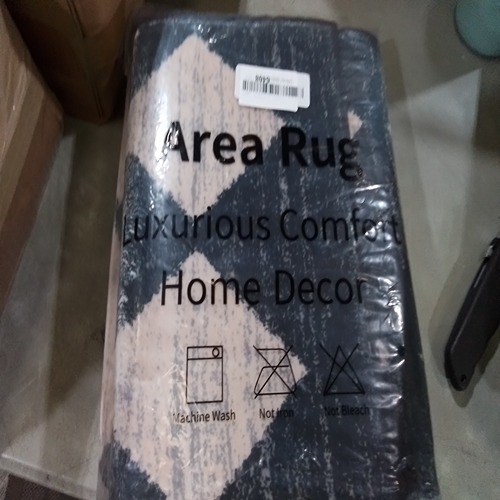 Area Rug
Luxurious Comfort
Home Decor
Machine Wash
Not Iron
Not Bleach